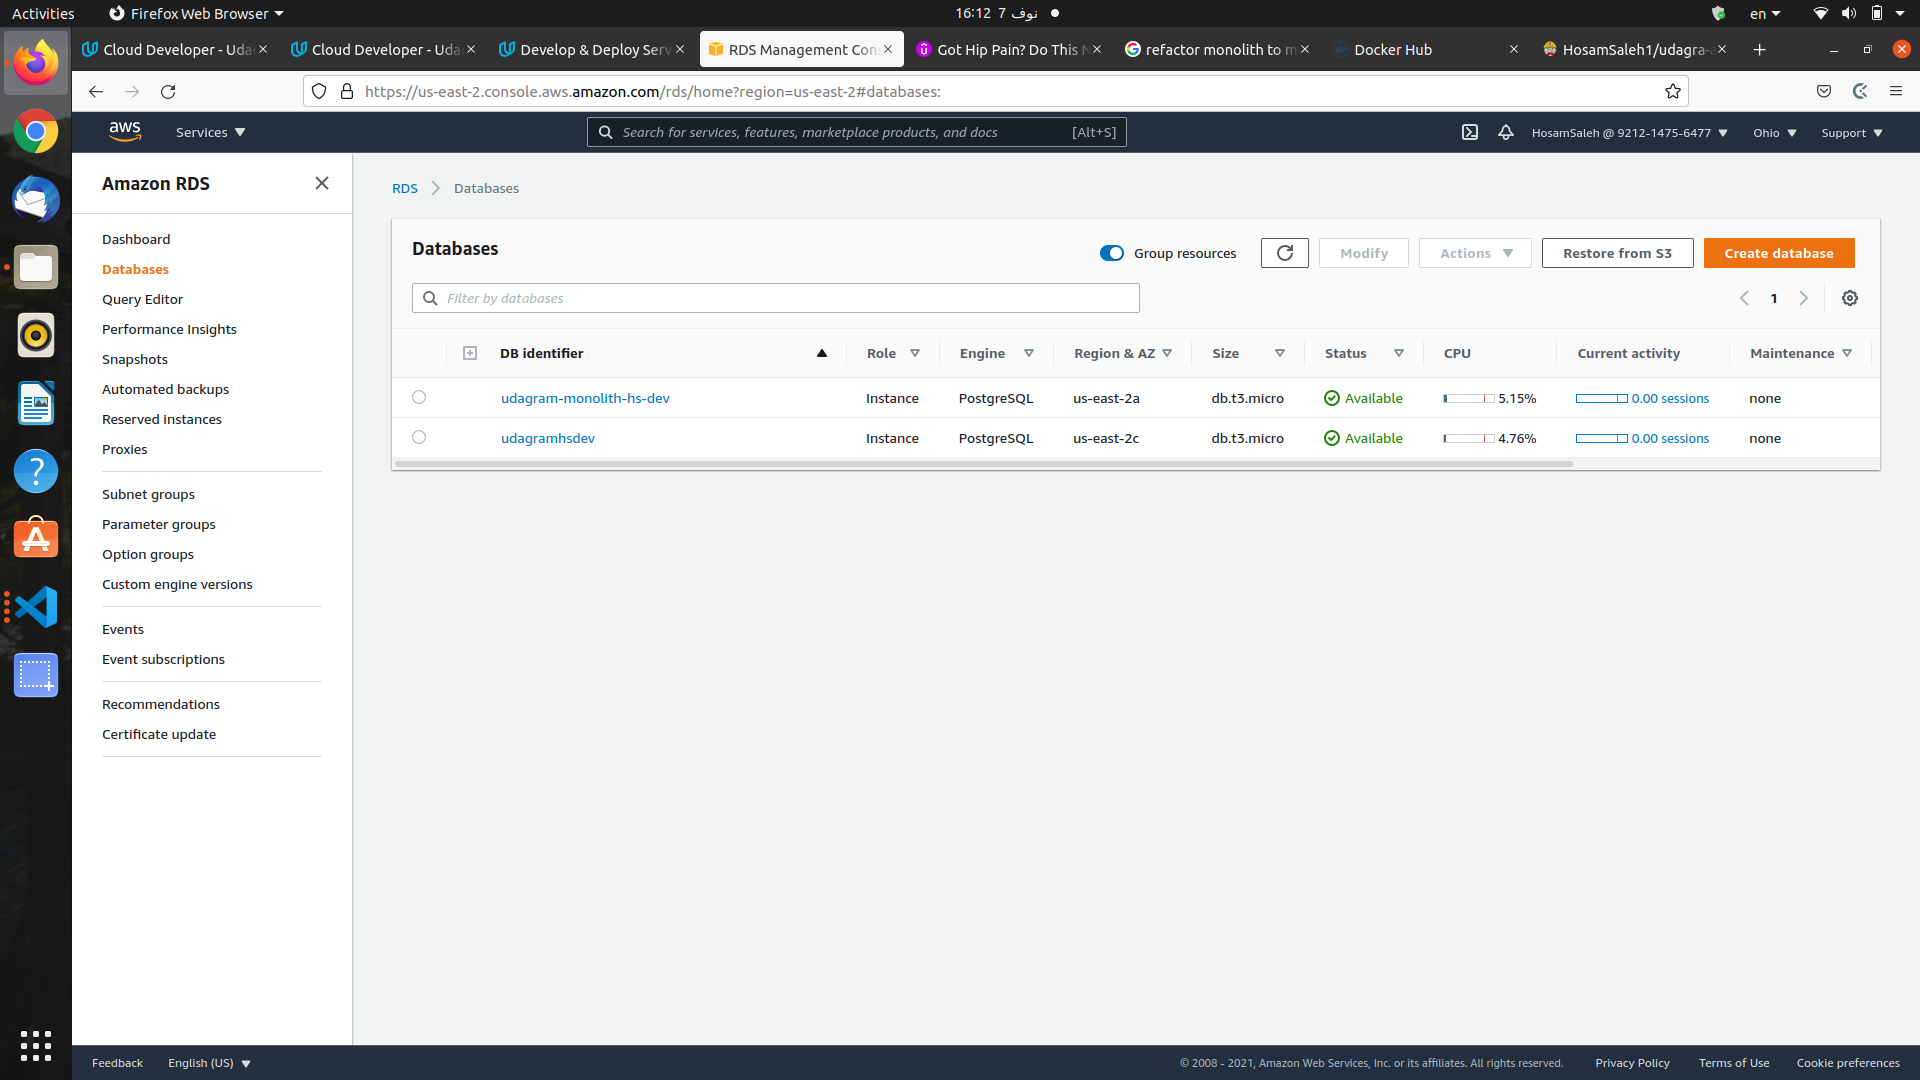 Activities
Firefox Web Browser
16:12 7 نوف
en
Cloud Developer - Uda
Cloud Developer - Uda
Develop & Deploy Serv
RDS Management Cons
Got Hip Pain? Do This N
refactor monolith to m
Docker Hub
HosamSaleh1/udagra-a
https://us-east-2.console.aws.amazon.com/rds/home?region=us-east-2#databases:
aws
Services
Search for services, features, marketplace products, and docs
[Alt+S]
HosamSaleh @ 9212-1475-6477
Ohio
Support
Amazon RDS
Dashboard
Databases
Query Editor
Performance Insights
Snapshots
Automated backups
Reserved instances
Proxies
Subnet groups
Parameter groups
Option groups
Custom engine versions
Events
Event subscriptions
Recommendations
Certificate update
RDS
Databases
Databases
Group resources
Modify
Actions
Restore from S3
Create database
Filter by databases
1
DB identifier Role Engine Region & AZ Size Status CPU Current activity Maintenance
udagram-monolith-hs-dev Instance PostgreSQL us-east-2a db.t3.micro Available 5.15% 0.00 sessions none
udagramhsdev Instance PostgreSQL us-east-2c db.t3.micro Available 4.76% 0.00 sessions none
Feedback
English (US)
© 2008 - 2021, Amazon Web Services, Inc. or its affiliates. All rights reserved.
Privacy Policy
Terms of Use
Cookie preferences